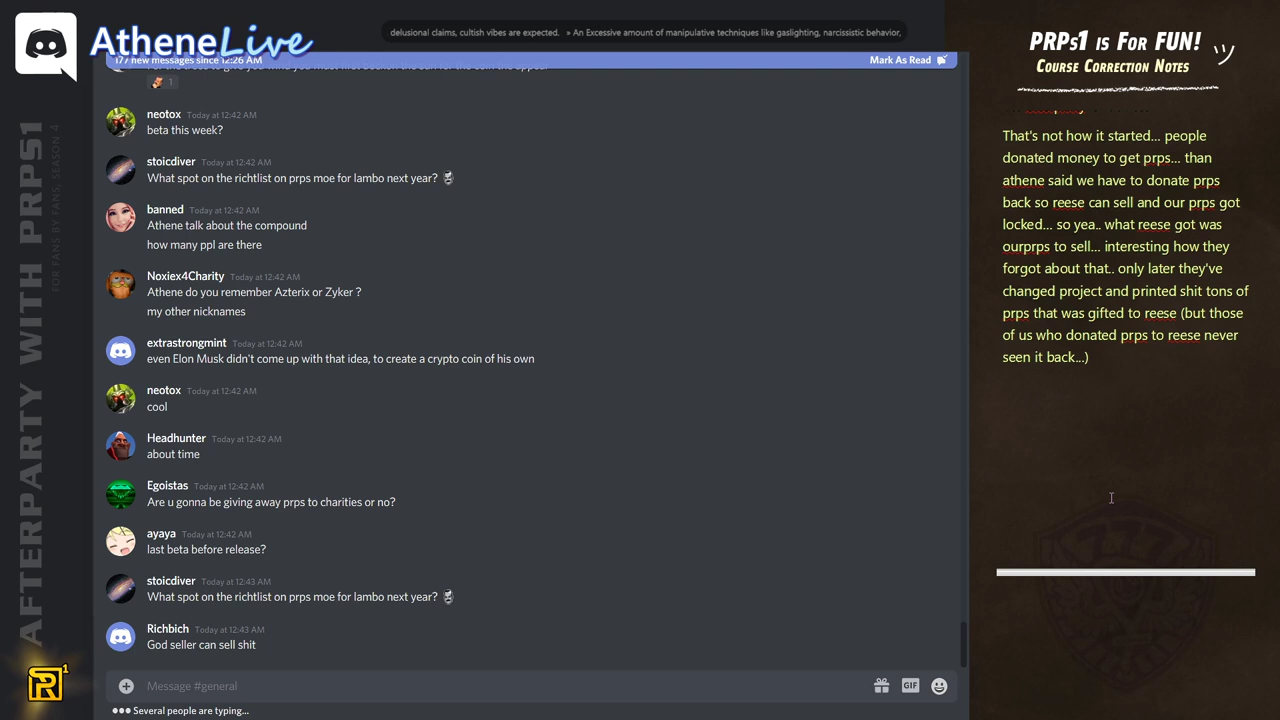 AtheneLive
delusional claims, cultish vibes are expected.   » An Excessive amount of manipulative techniques like gaslighting, narcissistic behavior,
177 new messages since 12:26 AM
Mark As Read
1
neotox Today at 12:42 AM
beta this week?
stoicdiver Today at 12:42 AM
What spot on the richtlist on prps moe for lambo next year?
banned Today at 12:42 AM
Athene talk about the compound
how many ppl are there
Noxiex4Charity Today at 12:42 AM
Athene do you remember Azterix or Zyker ?
my other nicknames
extrastrongmint Today at 12:42 AM
even Elon Musk didn't come up with that idea, to create a crypto coin of his own
neotox Today at 12:42 AM
cool
Headhunter Today at 12:42 AM
about time
Egoistas Today at 12:42 AM
Are u gonna be giving away prps to charities or no?
ayaya Today at 12:42 AM
last beta before release?
stoicdiver Today at 12:43 AM
What spot on the richtlist on prps moe for lambo next year?
Richbich Today at 12:43 AM
God seller can sell shit
Message #general
GIF
Several people are typing...
AFTERPARTY WITH PRPS1
FOR FANS BY FANS, SEASON 4
R1
PRPs1 is For FUN!
Course Correction Notes
ツ
That's not how it started... people
donated money to get prps... than
athene said we have to donate prps
back so reese can sell and our prps got
locked... so yea.. what reese got was
ourprps to sell... interesting how they
forgot about that.. only later they've
changed project and printed shit tons of
prps that was gifted to reese (but those
of us who donated prps to reese never
seen it back...)
777